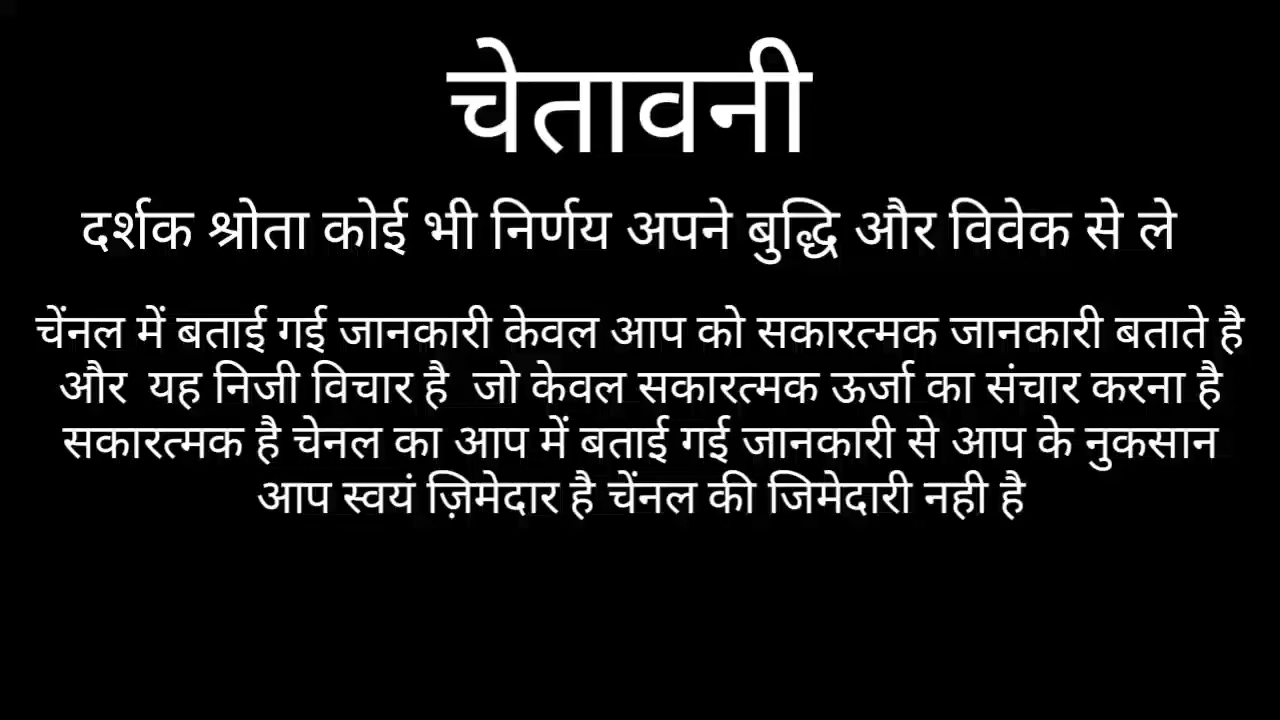 चेतावनी
दर्शक श्रोता कोई भी निर्णय अपने बुद्धि और विवेक से ले
चेंनल में बताई गई जानकारी केवल आप को सकारत्मक जानकारी बताते है
और यह निजी विचार है जो केवल सकारत्मक ऊर्जा का संचार करना है
सकारत्मक है चेनल का आप में बताई गई जानकारी से आप के नुकसान
आप स्वयं ज़िमेदार है चेंनल की जिमेदारी नही है